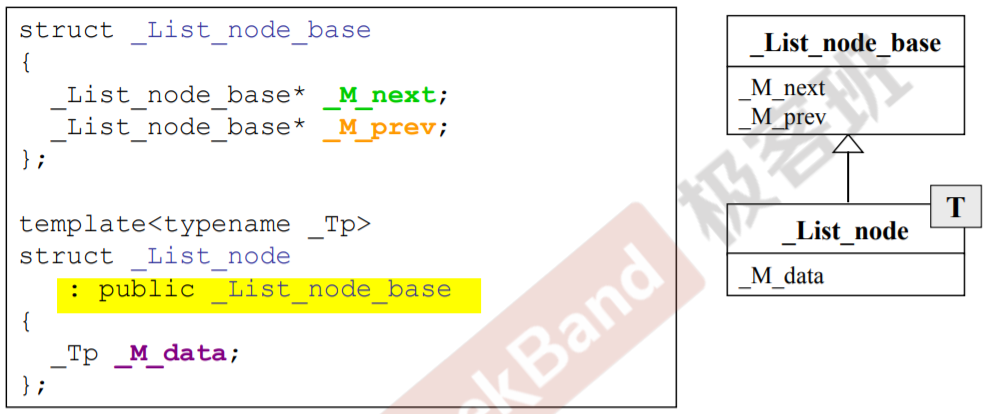 struct _List_node_base
{
  _List_node_base* _M_next;
  _List_node_base* _M_prev;
};
template<typename _Tp>
struct _List_node
   : public _List_node_base
{
  _Tp _M_data;
};
_List_node_base
_M_next
_M_prev
T
_List_node
_M_data
ekBand 极客班